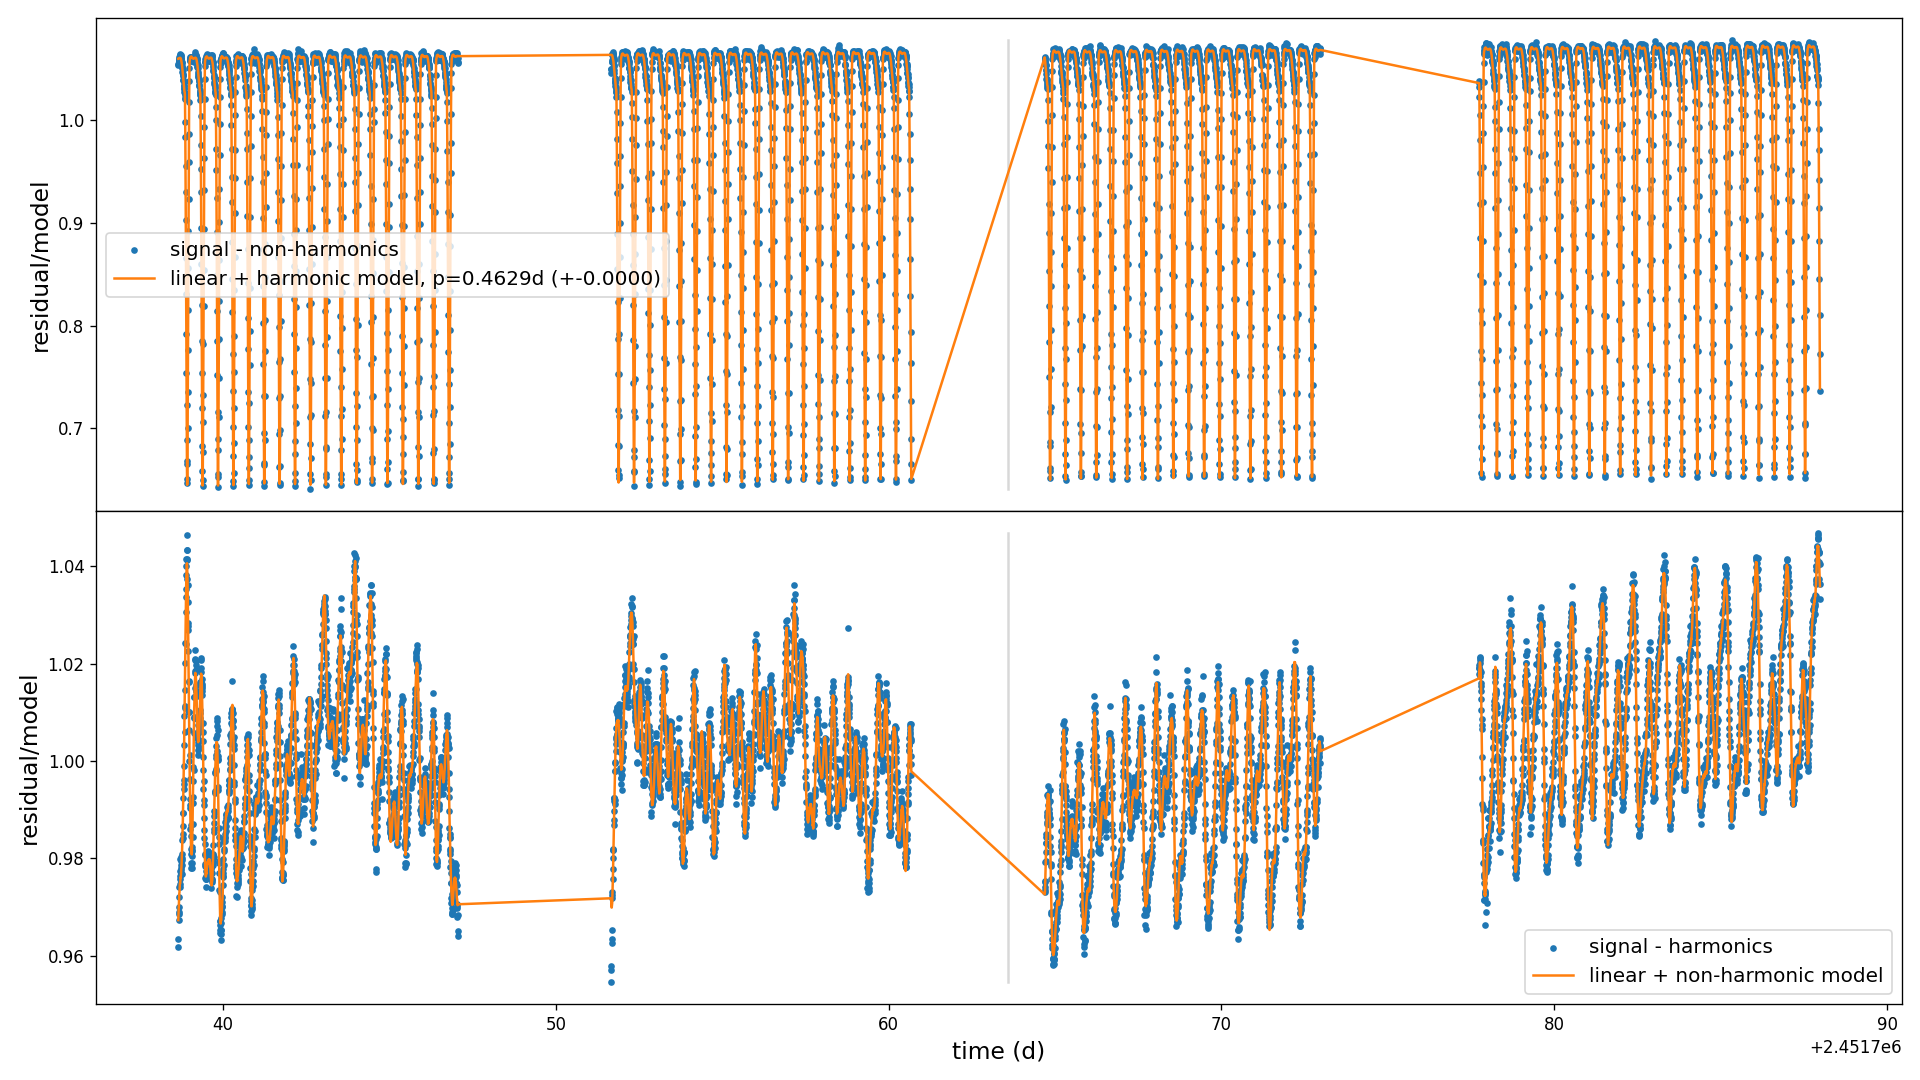 1.0
0.9
0.8
0.7
residual/model
signal - non-harmonics
linear + harmonic model, p=0.4629d (+-0.0000)
1.04
1.02
1.00
0.98
0.96
residual/model
signal - harmonics
linear + non-harmonic model
40 50 60 70 80 90
time (d)
+2.4517e6